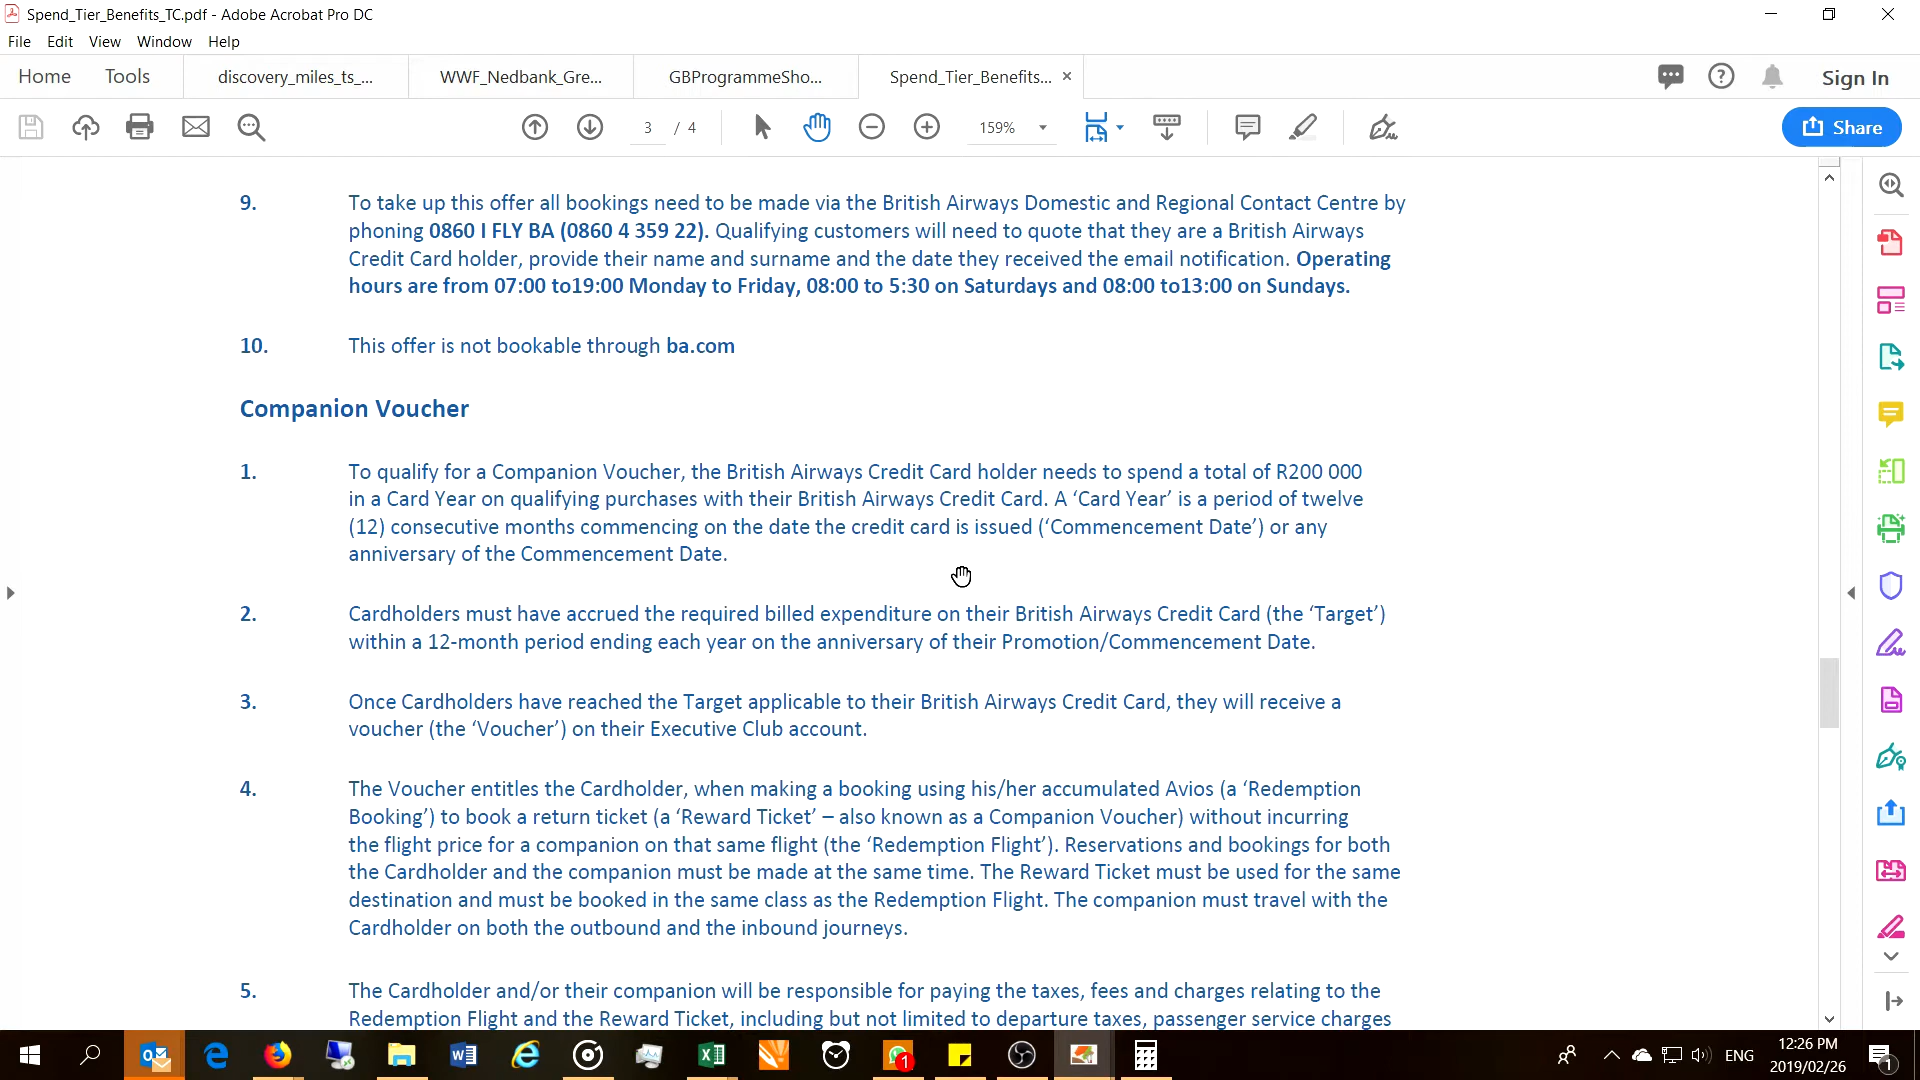 Spend_Tier_Benefits_TC.pdf - Adobe Acrobat Pro DC
File Edit View Window Help
Home Tools discovery_miles_ts_... WWF_Nedbank_Gre... GBProgrammeSho... Spend_Tier_Benefits... × Sign In
3 / 4 159% Share
9. To take up this offer all bookings need to be made via the British Airways Domestic and Regional Contact Centre by
phoning 0860 I FLY BA (0860 4 359 22). Qualifying customers will need to quote that they are a British Airways
Credit Card holder, provide their name and surname and the date they received the email notification. Operating
hours are from 07:00 to19:00 Monday to Friday, 08:00 to 5:30 on Saturdays and 08:00 to13:00 on Sundays.
10. This offer is not bookable through ba.com
Companion Voucher
1. To qualify for a Companion Voucher, the British Airways Credit Card holder needs to spend a total of R200 000
in a Card Year on qualifying purchases with their British Airways Credit Card. A ‘Card Year’ is a period of twelve
(12) consecutive months commencing on the date the credit card is issued (‘Commencement Date’) or any
anniversary of the Commencement Date.
2. Cardholders must have accrued the required billed expenditure on their British Airways Credit Card (the ‘Target’)
within a 12-month period ending each year on the anniversary of their Promotion/Commencement Date.
3. Once Cardholders have reached the Target applicable to their British Airways Credit Card, they will receive a
voucher (the ‘Voucher’) on their Executive Club account.
4. The Voucher entitles the Cardholder, when making a booking using his/her accumulated Avios (a ‘Redemption
Booking’) to book a return ticket (a ‘Reward Ticket’ – also known as a Companion Voucher) without incurring
the flight price for a companion on that same flight (the ‘Redemption Flight’). Reservations and bookings for both
the Cardholder and the companion must be made at the same time. The Reward Ticket must be used for the same
destination and must be booked in the same class as the Redemption Flight. The companion must travel with the
Cardholder on both the outbound and the inbound journeys.
5. The Cardholder and/or their companion will be responsible for paying the taxes, fees and charges relating to the
Redemption Flight and the Reward Ticket, including but not limited to departure taxes, passenger service charges
1 ENG 12:26 PM 1
2019/02/26